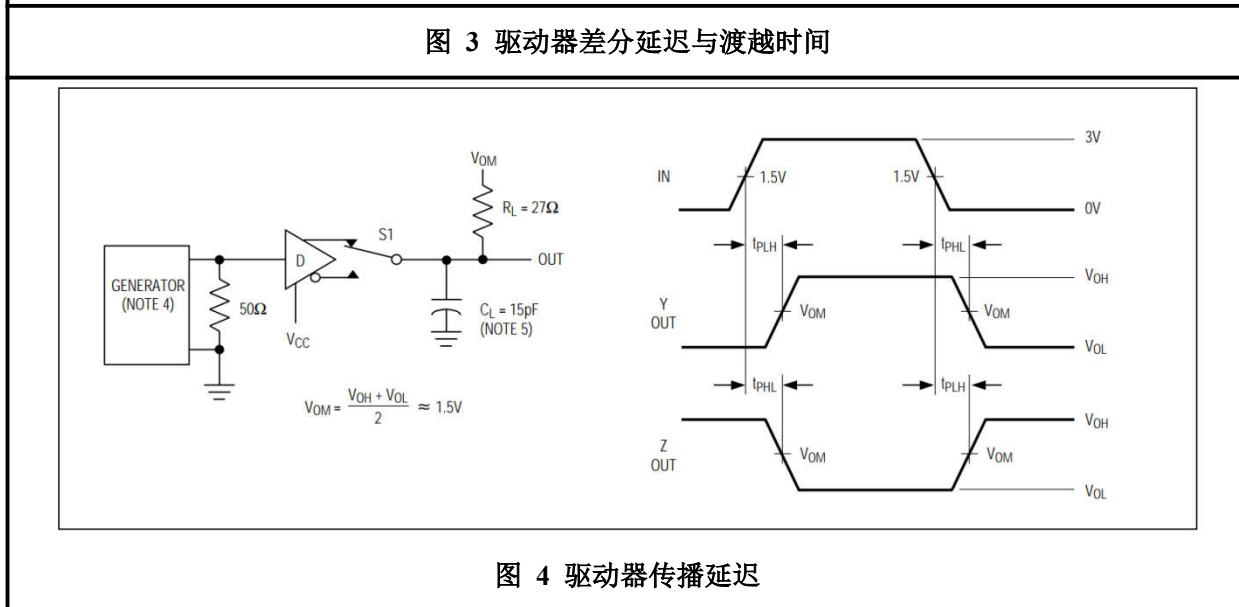 图 3 驱动器差分延迟与渡越时间
GENERATOR
(NOTE 4)
50Ω
D
VCC
S1
VOM
RL = 27Ω
OUT
CL = 15pF
(NOTE 5)
VOM = (VOH + VOL) / 2 ≈ 1.5V
IN
1.5V
1.5V
3V
0V
tPLH
tPHL
Y
OUT
VOM
VOM
VOH
VOL
tPHL
tPLH
Z
OUT
VOM
VOM
VOH
VOL
图 4 驱动器传播延迟